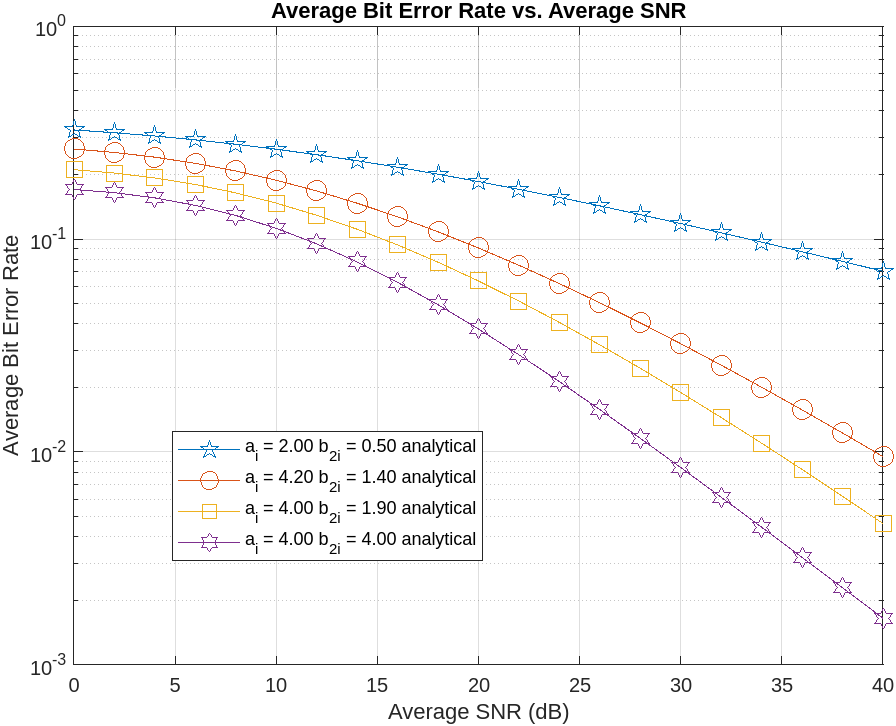 Average Bit Error Rate vs. Average SNR
10^0
10^-1
10^-2
10^-3
Average Bit Error Rate
a_i = 2.00 b_2i = 0.50 analytical
a_i = 4.20 b_2i = 1.40 analytical
a_i = 4.00 b_2i = 1.90 analytical
a_i = 4.00 b_2i = 4.00 analytical
0 5 10 15 20 25 30 35 40
Average SNR (dB)